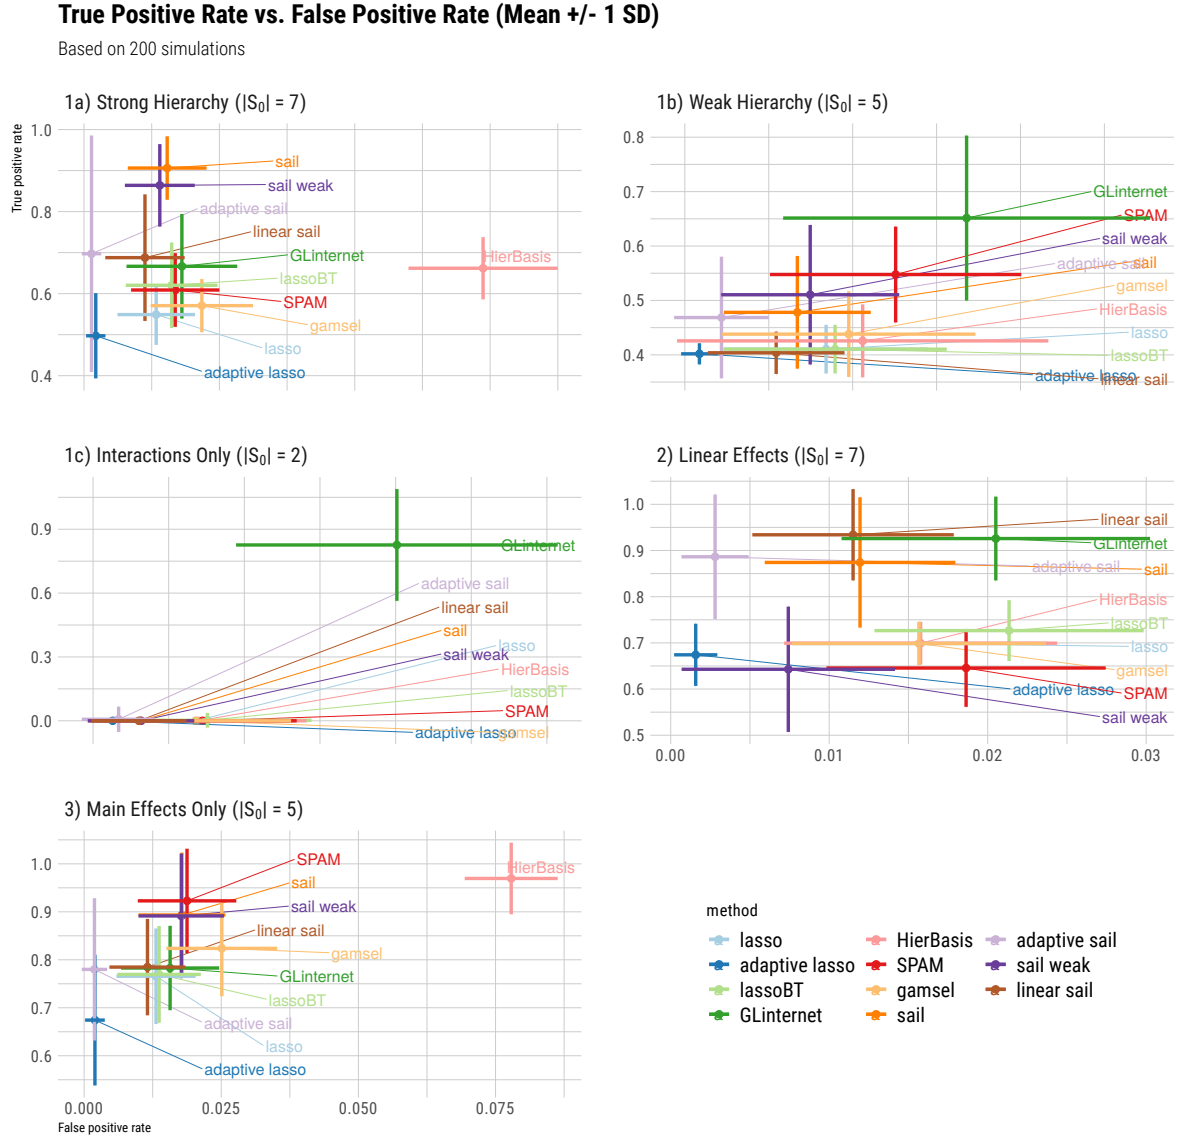 True Positive Rate vs. False Positive Rate (Mean +/- 1 SD)
Based on 200 simulations
1a) Strong Hierarchy (|S₀| = 7)
True positive rate
1.0
0.8
0.6
0.4
sail
sail weak
adaptive sail
linear sail
GLinternet
HierBasis
lassoBT
SPAM
gamsel
lasso
adaptive lasso
1b) Weak Hierarchy (|S₀| = 5)
0.8
0.7
0.6
0.5
0.4
GLinternet
SPAM
sail weak
adaptive sail
sail
gamsel
HierBasis
lasso
lassoBT
adaptive lasso
linear sail
1c) Interactions Only (|S₀| = 2)
0.9
0.6
0.3
0.0
GLinternet
adaptive sail
linear sail
sail
lasso
sail weak
HierBasis
lassoBT
SPAM
adaptive lasso
gamsel
2) Linear Effects (|S₀| = 7)
1.0
0.9
0.8
0.7
0.6
0.5
linear sail
GLinternet
adaptive sail
sail
HierBasis
lassoBT
lasso
gamsel
adaptive lasso
SPAM
sail weak
0.00 0.01 0.02 0.03
3) Main Effects Only (|S₀| = 5)
1.0
0.9
0.8
0.7
0.6
SPAM
HierBasis
sail
sail weak
linear sail
gamsel
GLinternet
lassoBT
adaptive sail
lasso
adaptive lasso
0.000 0.025 0.050 0.075
False positive rate
method
lasso HierBasis adaptive sail
adaptive lasso SPAM sail weak
lassoBT gamsel linear sail
GLinternet sail